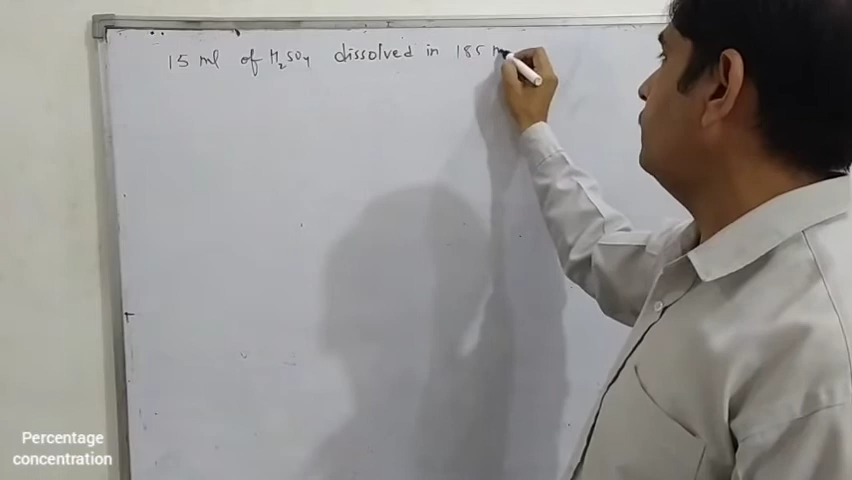 15 ml of H₂SO₄ dissolved in 185 m
Percentage
concentration